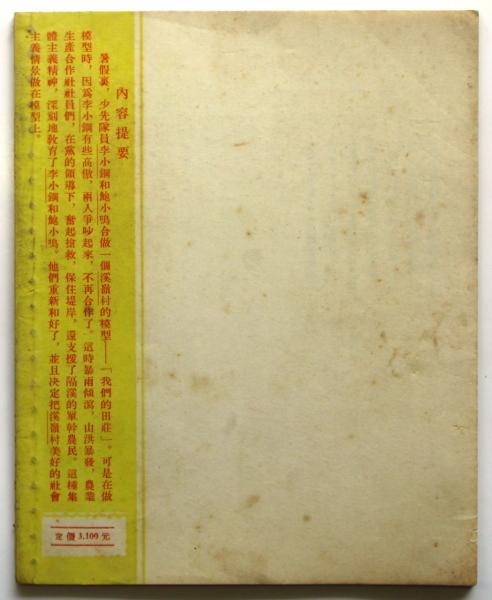 內容提要
暑假裏，少先隊員李小鋼和鮑小鳴合做一個溪嶺村的模型——「我們的田莊」。可是在做
模型時，因爲李小鋼有些高傲，兩人爭吵起來，不再合作了。這時暴雨傾瀉，山洪暴發，農業
生產合作社社員們，在黨的領導下，奮起搶救，保住堤岸。還支援了隔溪的單幹農民。這種集
體主義精神，深刻地教育了李小鋼和鮑小鳴。他們重新和好了，並且决定把溪嶺村美好的社會
主義情景做在模型上。
定價 3,100 元